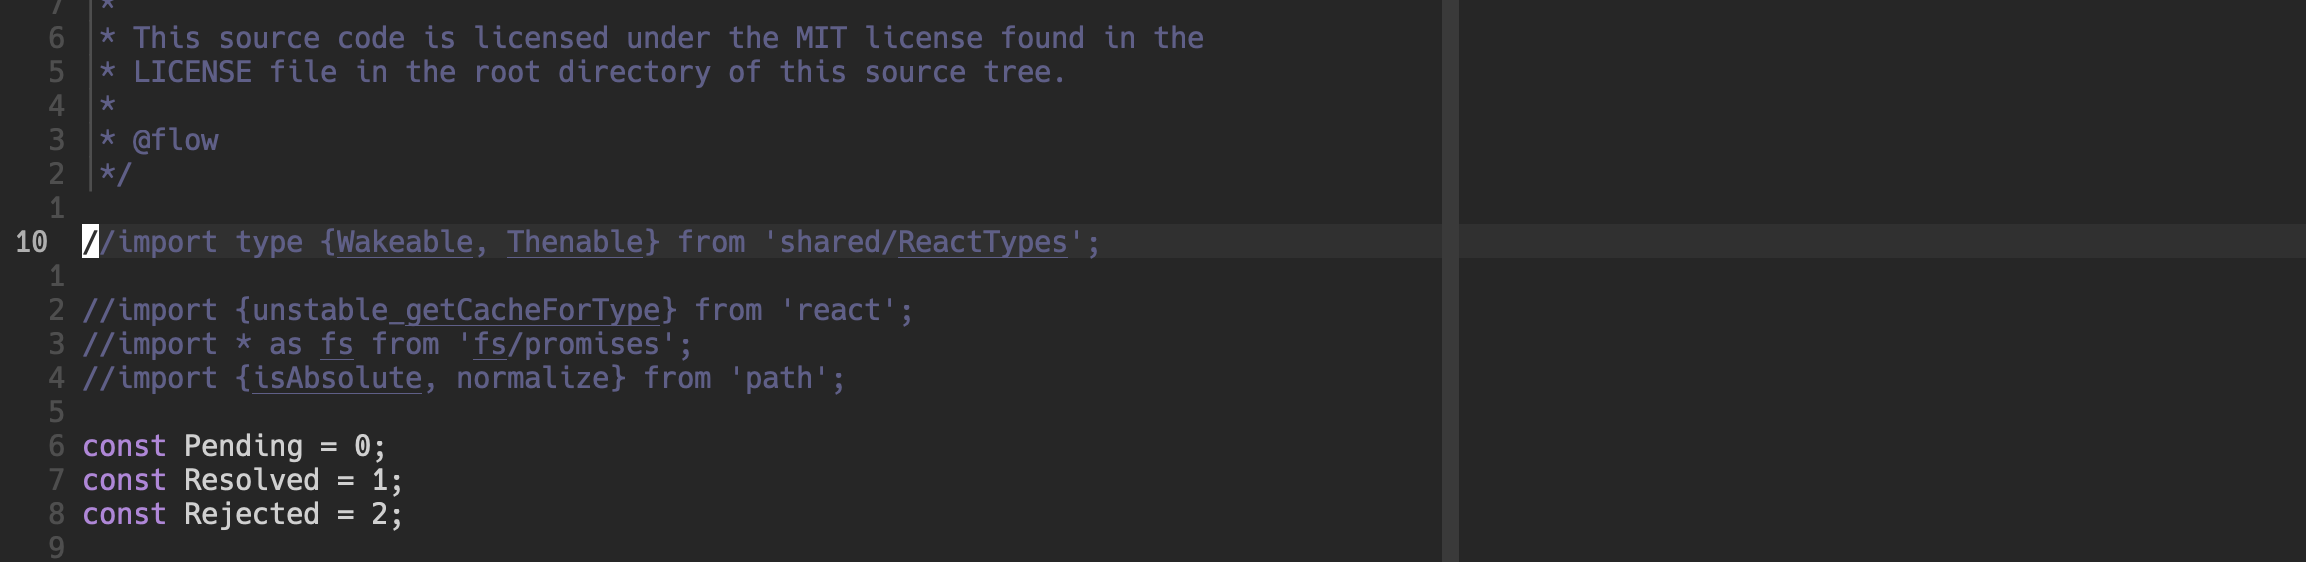 7 *
6 * This source code is licensed under the MIT license found in the
5 * LICENSE file in the root directory of this source tree.
4 *
3 * @flow
2 */
1
10 //import type {Wakeable, Thenable} from 'shared/ReactTypes';
1
2 //import {unstable_getCacheForType} from 'react';
3 //import * as fs from 'fs/promises';
4 //import {isAbsolute, normalize} from 'path';
5
6 const Pending = 0;
7 const Resolved = 1;
8 const Rejected = 2;
9